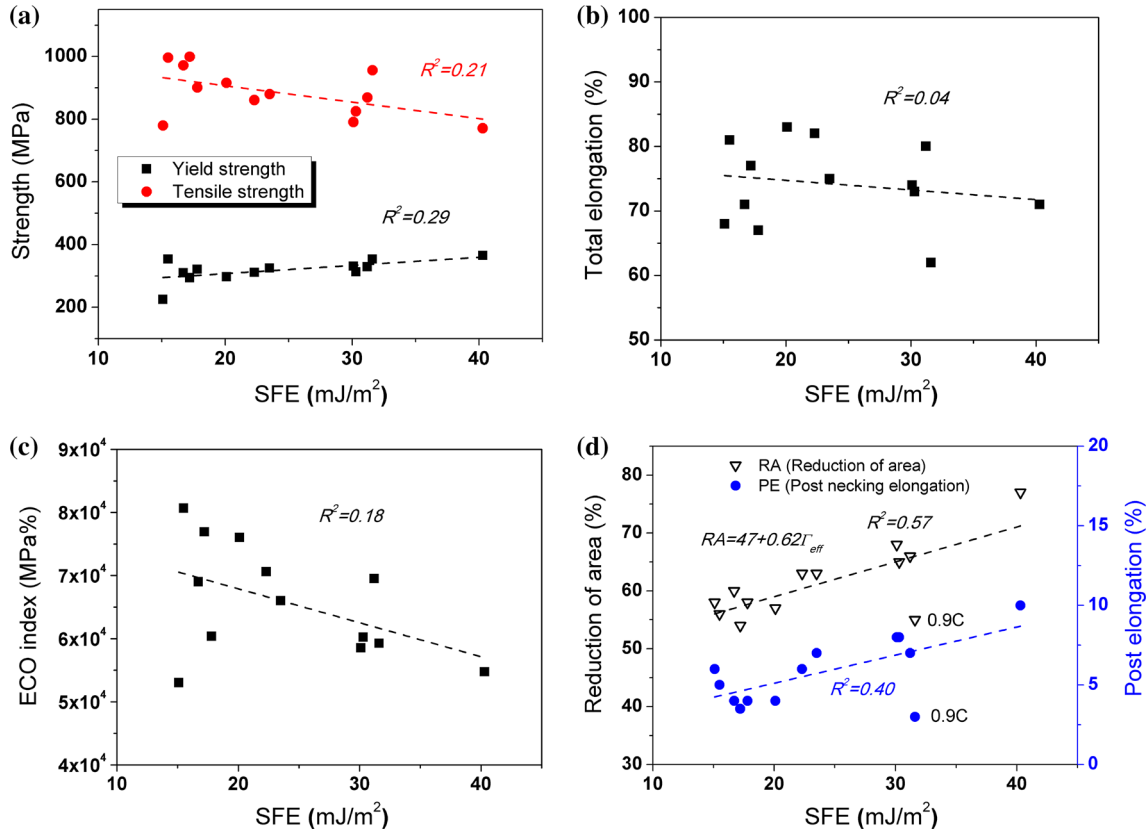 (a)
1000
800
600
400
200
Strength (MPa)
R²=0.21
Yield strength
Tensile strength
R²=0.29
10
20
30
40
SFE (mJ/m²)
(b)
100
90
80
70
60
50
Total elongation (%)
R²=0.04
10
20
30
40
SFE (mJ/m²)
(c)
9x10⁴
8x10⁴
7x10⁴
6x10⁴
5x10⁴
4x10⁴
ECO index (MPa%)
R²=0.18
10
20
30
40
SFE (mJ/m²)
(d)
80
70
60
50
40
30
Reduction of area (%)
RA (Reduction of area)
PE (Post necking elongation)
R²=0.57
RA=47+0.62Γeff
0.9C
R²=0.40
0.9C
20
15
10
5
0
Post elongation (%)
10
20
30
40
SFE (mJ/m²)